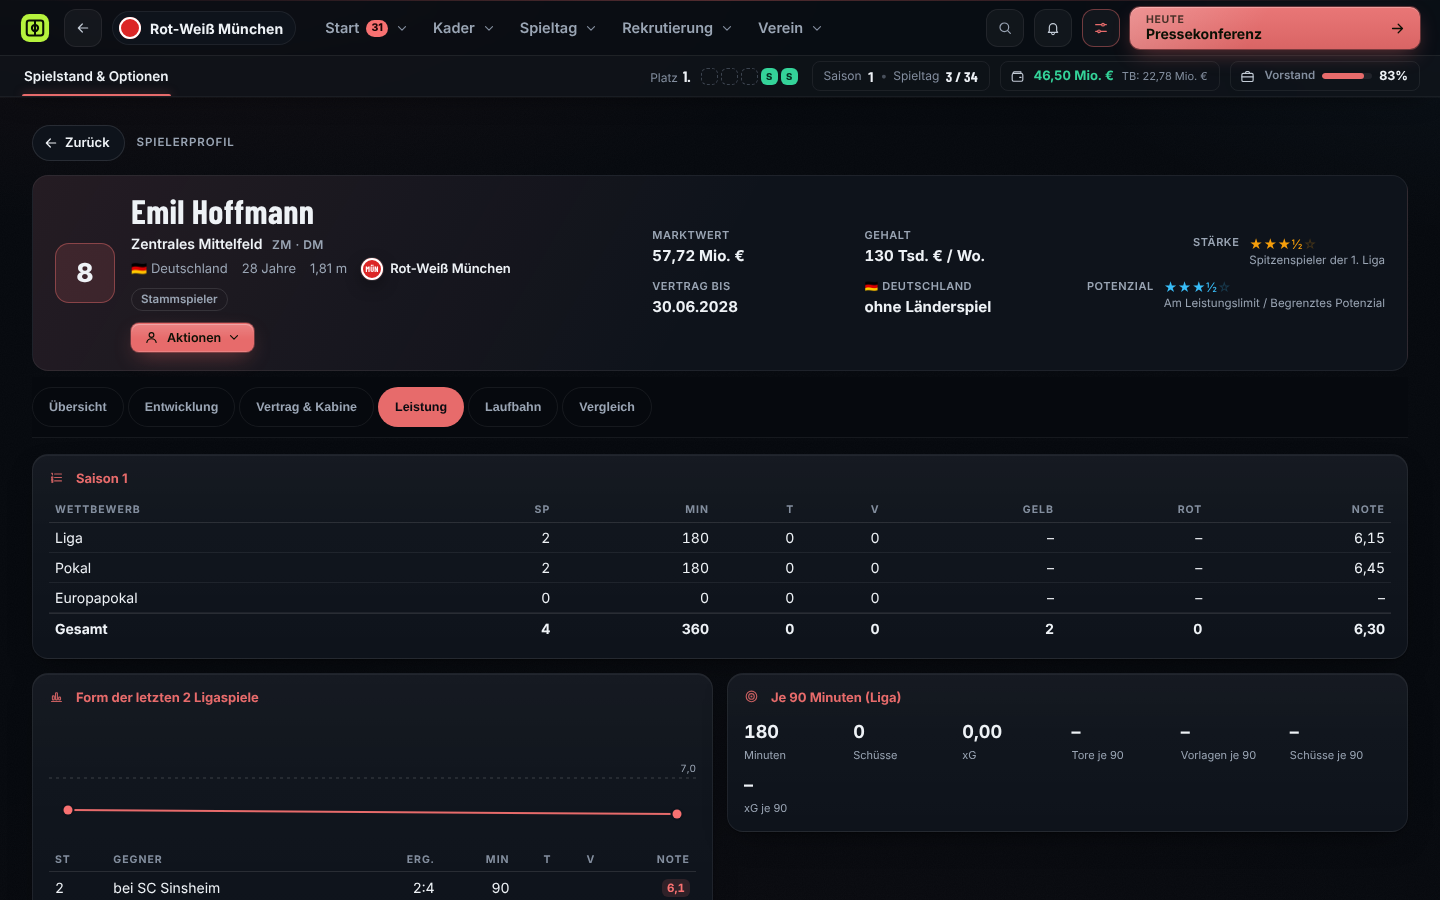 Rot-Weiß München
Start 31
Kader
Spieltag
Rekrutierung
Verein
HEUTE
Pressekonferenz
Spielstand & Optionen
Platz 1. S S
Saison 1 • Spieltag 3 / 34
46,50 Mio. € TB: 22,78 Mio. €
Vorstand 83%
Zurück
SPIELERPROFIL
8
Emil Hoffmann
Zentrales Mittelfeld ZM · DM
Deutschland 28 Jahre 1,81 m MÜN Rot-Weiß München
Stammspieler
Aktionen
MARKTWERT
57,72 Mio. €
GEHALT
130 Tsd. € / Wo.
VERTRAG BIS
30.06.2028
DEUTSCHLAND
ohne Länderspiel
STÄRKE ★★★½☆
Spitzenspieler der 1. Liga
POTENZIAL ★★★½☆
Am Leistungslimit / Begrenztes Potenzial
Übersicht
Entwicklung
Vertrag & Kabine
Leistung
Laufbahn
Vergleich
Saison 1
WETTBEWERB SP MIN T V GELB ROT NOTE
Liga 2 180 0 0 – – 6,15
Pokal 2 180 0 0 – – 6,45
Europapokal 0 0 0 0 – – –
Gesamt 4 360 0 0 2 0 6,30
Form der letzten 2 Ligaspiele
7,0
ST GEGNER ERG. MIN T V NOTE
2 bei SC Sinsheim 2:4 90 6,1
Je 90 Minuten (Liga)
180 0 0,00 – – –
Minuten Schüsse xG Tore je 90 Vorlagen je 90 Schüsse je 90
–
xG je 90